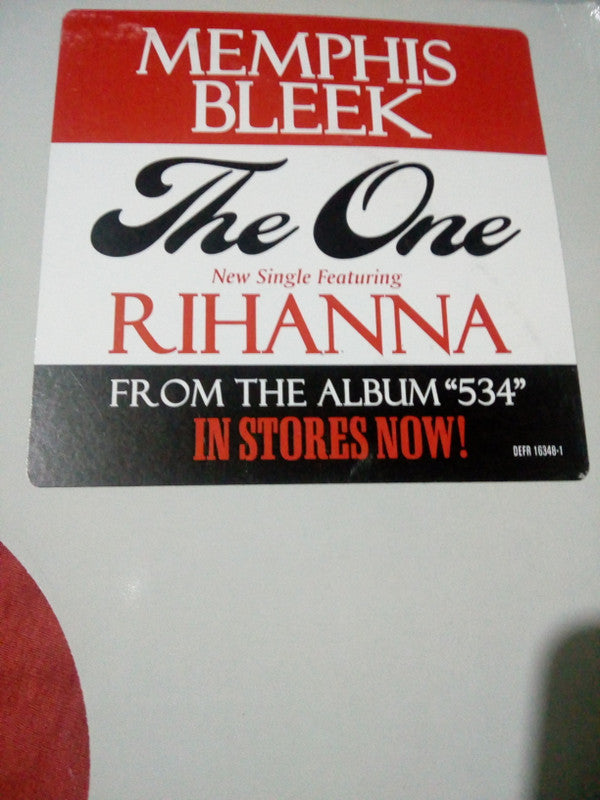 MEMPHIS
BLEEK
The One
New Single Featuring
RIHANNA
FROM THE ALBUM “534”
IN STORES NOW!
DEFR 16348-1